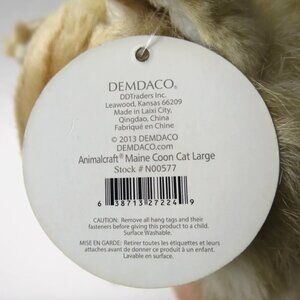 DEMDACO®
DDTraders Inc.
Leawood, Kansas 66209
Made in Laixi City,
Qingdao, China
Fabriqué en Chine
© 2013 DEMDACO
DEMDACO.com
Animalcraft® Maine Coon Cat Large
Stock # N00577
6 38713 27224 9
CAUTION: Remove all hang tags and their
fasteners before giving this product to a child.
Surface Washable.
MISE EN GARDE: Retirer toutes les étiquettes et leurs
attaches avant de donner ce produit à un enfant.
Lavable en surface.